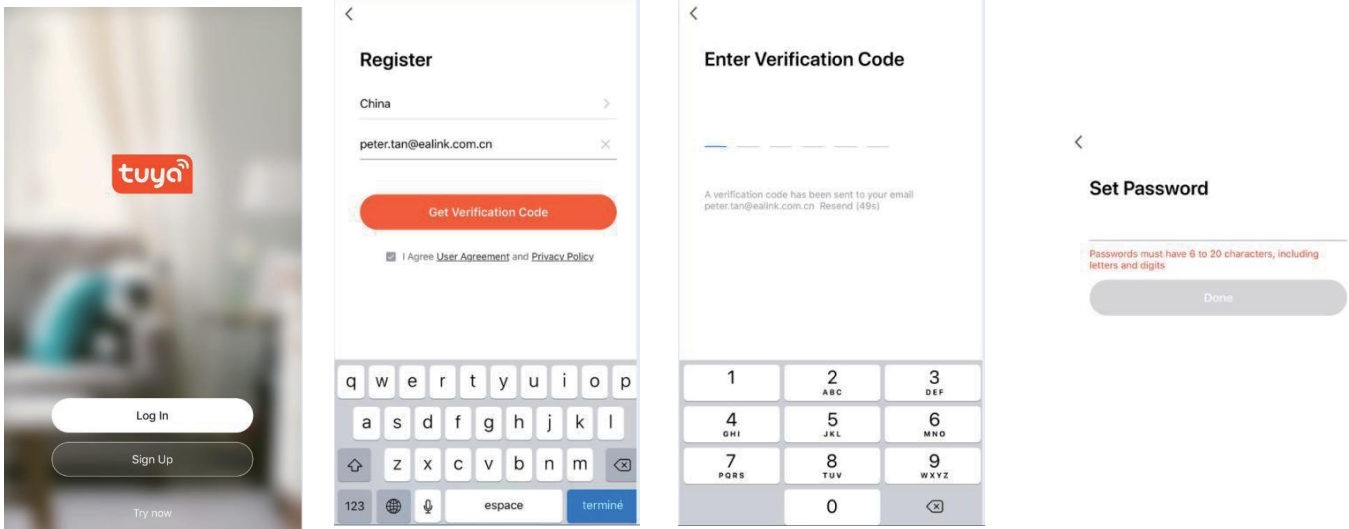 tuya
Log In
Sign Up
Try now
Register
China
peter.tan@ealink.com.cn
Get Verification Code
I Agree User Agreement and Privacy Policy
q w e r t y u i o p
a s d f g h j k l
z x c v b n m
123 espace terminé
Enter Verification Code
A verification code has been sent to your email
peter.tan@ealink.com.cn Resend (49s)
1 2 3
ABC DEF
4 5 6
GHI JKL MNO
7 8 9
PQRS TUV WXYZ
0
Set Password
Passwords must have 6 to 20 characters, including
letters and digits
Done